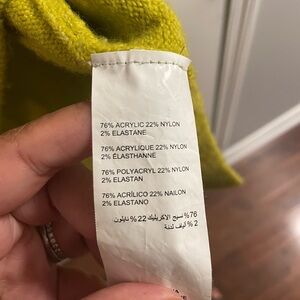 76% ACRYLIC 22% NYLON
2% ELASTANE
76% ACRYLIQUE 22% NYLON
2% ÉLASTHANNE
76% POLYACRYL 22% NYLON
2% ELASTAN
76% ACRÍLICO 22% NAILON
2% ELASTANO
76% نسيج الاكريليك 22% نايلون
2% ألياف لدنة